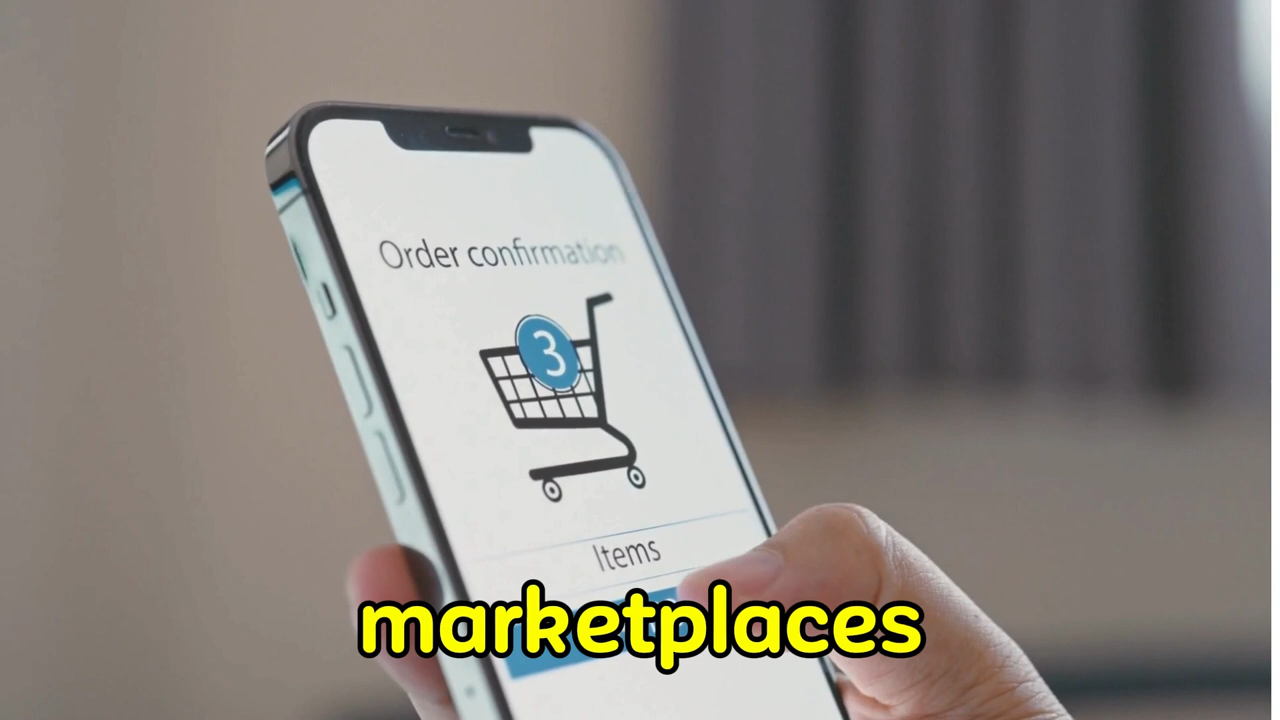 Order confirmation
3
Items
marketplaces